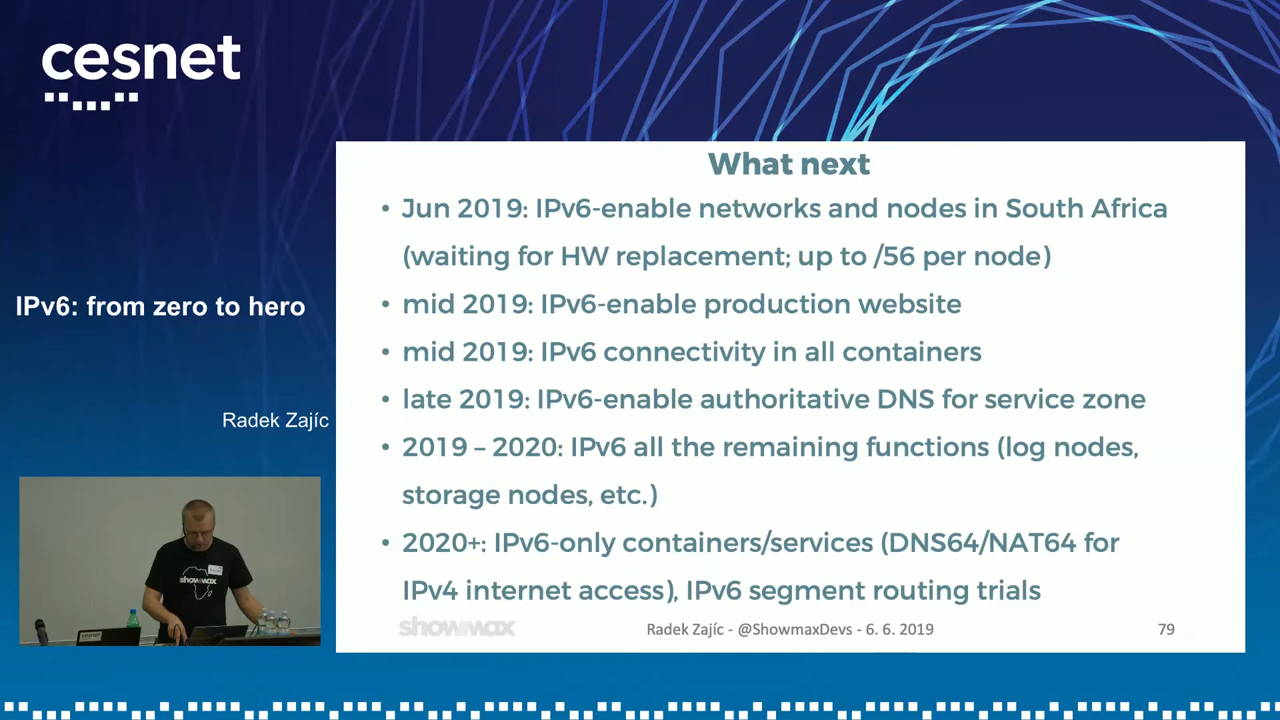 cesnet
IPv6: from zero to hero
Radek Zajíc
What next
• Jun 2019: IPv6-enable networks and nodes in South Africa
(waiting for HW replacement; up to /56 per node)
• mid 2019: IPv6-enable production website
• mid 2019: IPv6 connectivity in all containers
• late 2019: IPv6-enable authoritative DNS for service zone
• 2019 – 2020: IPv6 all the remaining functions (log nodes,
storage nodes, etc.)
• 2020+: IPv6-only containers/services (DNS64/NAT64 for
IPv4 internet access), IPv6 segment routing trials
showmax
Radek Zajíc - @ShowmaxDevs - 6. 6. 2019
79
showmax
cesnet